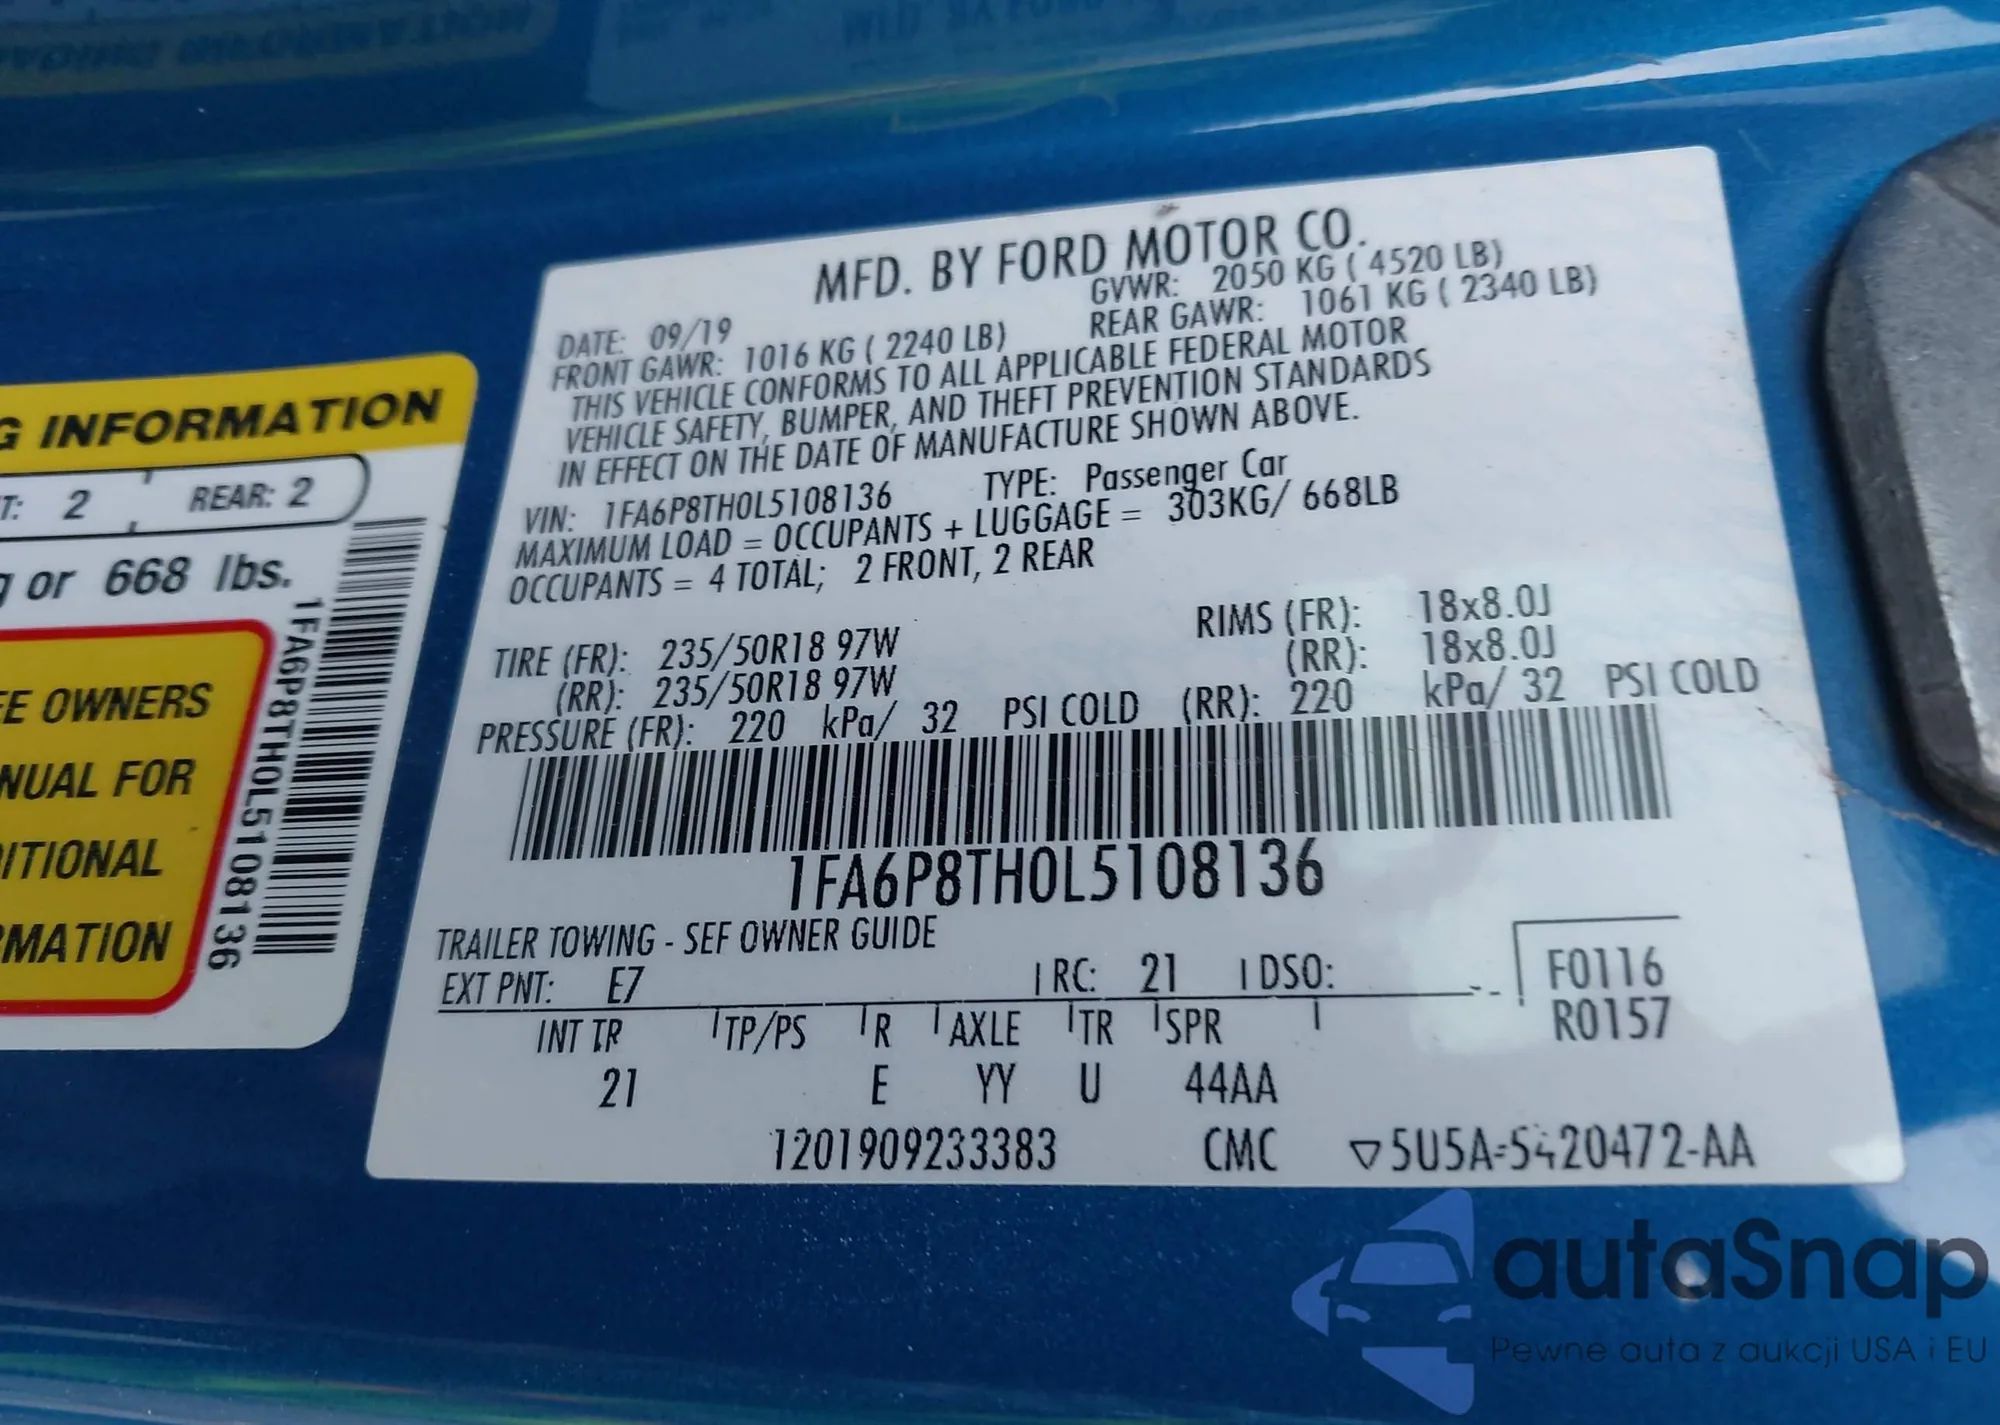 G INFORMATION
T: 2 REAR: 2
g or 668 lbs.
1FA6P8TH0L5108136
EE OWNERS
NUAL FOR
DITIONAL
RMATION
MFD. BY FORD MOTOR CO.
DATE: 09/19 GVWR: 2050 KG ( 4520 LB)
FRONT GAWR: 1016 KG ( 2240 LB) REAR GAWR: 1061 KG ( 2340 LB)
THIS VEHICLE CONFORMS TO ALL APPLICABLE FEDERAL MOTOR
VEHICLE SAFETY, BUMPER, AND THEFT PREVENTION STANDARDS
IN EFFECT ON THE DATE OF MANUFACTURE SHOWN ABOVE.
VIN: 1FA6P8TH0L5108136 TYPE: Passenger Car
MAXIMUM LOAD = OCCUPANTS + LUGGAGE = 303KG/ 668LB
OCCUPANTS = 4 TOTAL; 2 FRONT, 2 REAR
TIRE (FR): 235/50R18 97W RIMS (FR): 18x8.0J
(RR): 235/50R18 97W (RR): 18x8.0J
PRESSURE (FR): 220 kPa/ 32 PSI COLD (RR): 220 kPa/ 32 PSI COLD
1FA6P8TH0L5108136
TRAILER TOWING - SEF OWNER GUIDE
EXT PNT: E7 RC: 21 DSO: F0116
R0157
INT TR TP/PS R AXLE TR SPR
21 E YY U 44AA
1201909233383 CMC ▽5U5A-5420472-AA
autaSnap
Pewne auta z aukcji USA i EU